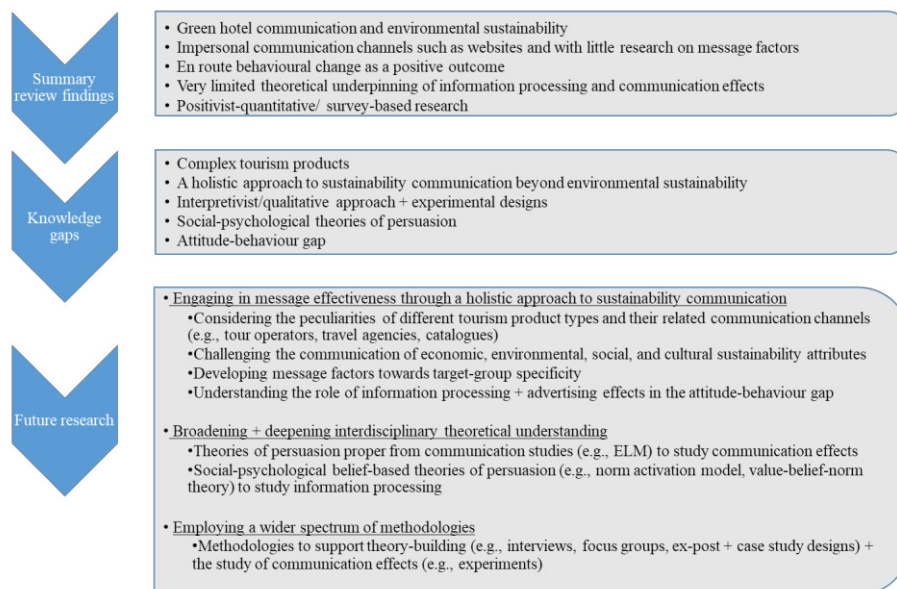 Summary
review findings
• Green hotel communication and environmental sustainability
• Impersonal communication channels such as websites and with little research on message factors
• En route behavioural change as a positive outcome
• Very limited theoretical underpinning of information processing and communication effects
• Positivist-quantitative/ survey-based research
Knowledge
gaps
• Complex tourism products
• A holistic approach to sustainability communication beyond environmental sustainability
• Interpretivist/qualitative approach + experimental designs
• Social-psychological theories of persuasion
• Attitude-behaviour gap
Future research
• Engaging in message effectiveness through a holistic approach to sustainability communication
•Considering the peculiarities of different tourism product types and their related communication channels
(e.g., tour operators, travel agencies, catalogues)
•Challenging the communication of economic, environmental, social, and cultural sustainability attributes
•Developing message factors towards target-group specificity
•Understanding the role of information processing + advertising effects in the attitude-behaviour gap
• Broadening + deepening interdisciplinary theoretical understanding
•Theories of persuasion proper from communication studies (e.g., ELM) to study communication effects
•Social-psychological belief-based theories of persuasion (e.g., norm activation model, value-belief-norm
theory) to study information processing
• Employing a wider spectrum of methodologies
•Methodologies to support theory-building (e.g., interviews, focus groups, ex-post + case study designs) +
the study of communication effects (e.g., experiments)